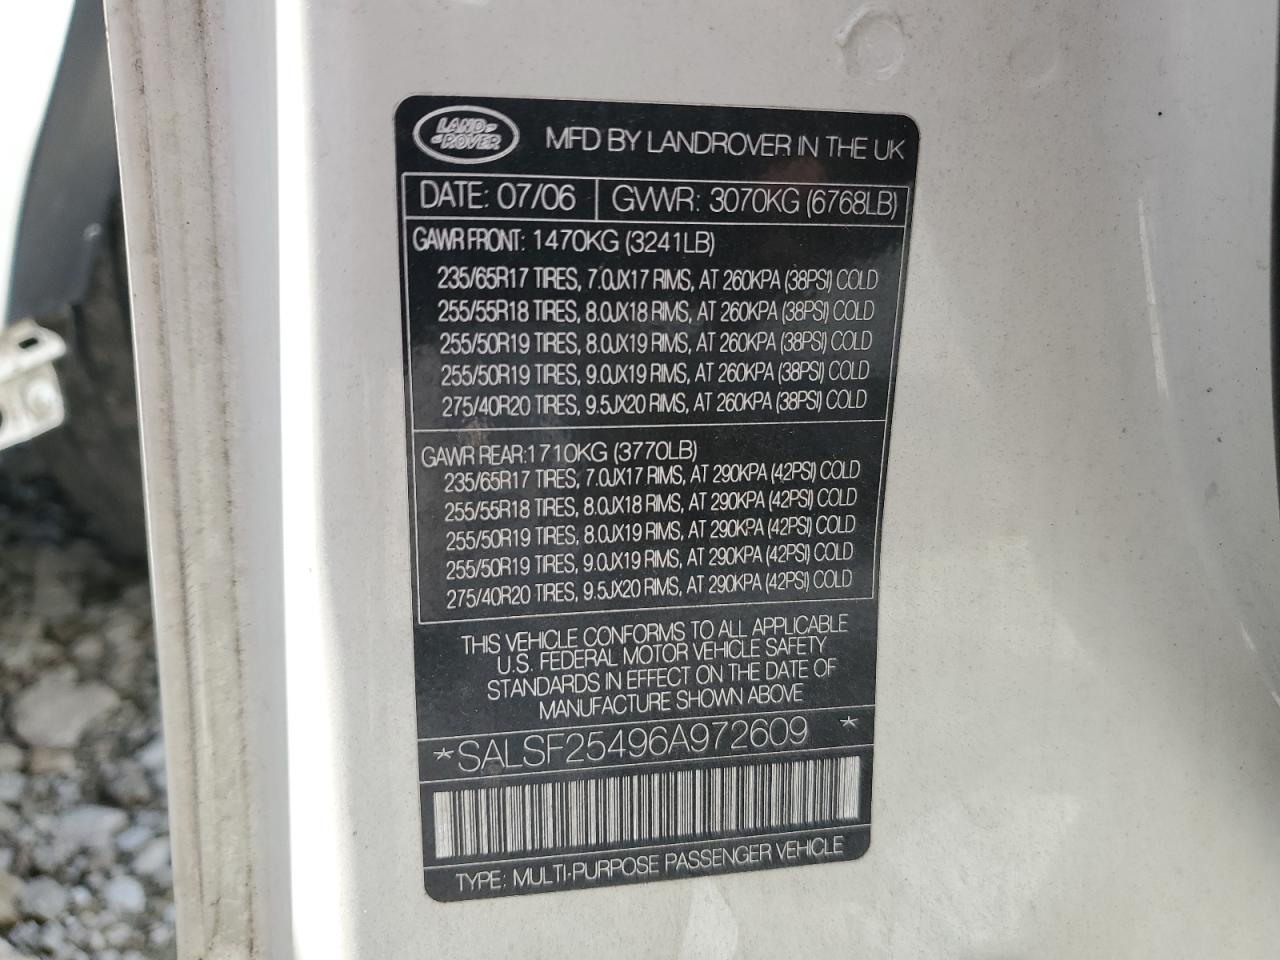 LAND-
-ROVER
MFD BY LANDROVER IN THE UK
DATE: 07/06 GVWR: 3070KG (6768LB)
GAWR FRONT: 1470KG (3241LB)
235/65R17 TIRES, 7.0JX17 RIMS, AT 260KPA (38PSI) COLD
255/55R18 TIRES, 8.0JX18 RIMS, AT 260KPA (38PSI) COLD
255/50R19 TIRES, 8.0JX19 RIMS, AT 260KPA (38PSI) COLD
255/50R19 TIRES, 9.0JX19 RIMS, AT 260KPA (38PSI) COLD
275/40R20 TIRES, 9.5JX20 RIMS, AT 260KPA (38PSI) COLD
GAWR REAR:1710KG (3770LB)
235/65R17 TIRES, 7.0JX17 RIMS, AT 290KPA (42PSI) COLD
255/55R18 TIRES, 8.0JX18 RIMS, AT 290KPA (42PSI) COLD
255/50R19 TIRES, 8.0JX19 RIMS, AT 290KPA (42PSI) COLD
255/50R19 TIRES, 9.0JX19 RIMS, AT 290KPA (42PSI) COLD
275/40R20 TIRES, 9.5JX20 RIMS, AT 290KPA (42PSI) COLD
THIS VEHICLE CONFORMS TO ALL APPLICABLE
U.S. FEDERAL MOTOR VEHICLE SAFETY
STANDARDS IN EFFECT ON THE DATE OF
MANUFACTURE SHOWN ABOVE
*SALSF25496A972609 *
TYPE: MULTI-PURPOSE PASSENGER VEHICLE